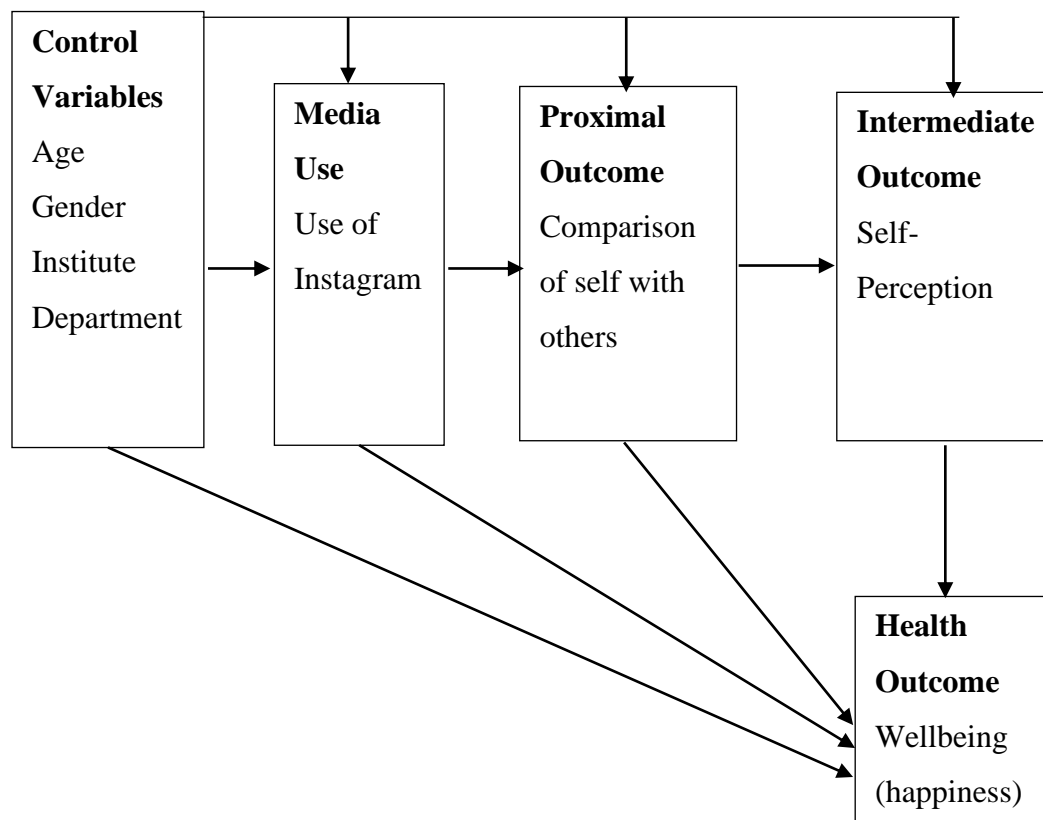 Control
Variables
Age
Gender
Institute
Department
Media
Use
Use of
Instagram
Proximal
Outcome
Comparison
of self with
others
Intermediate
Outcome
Self-
Perception
Health
Outcome
Wellbeing
(happiness)